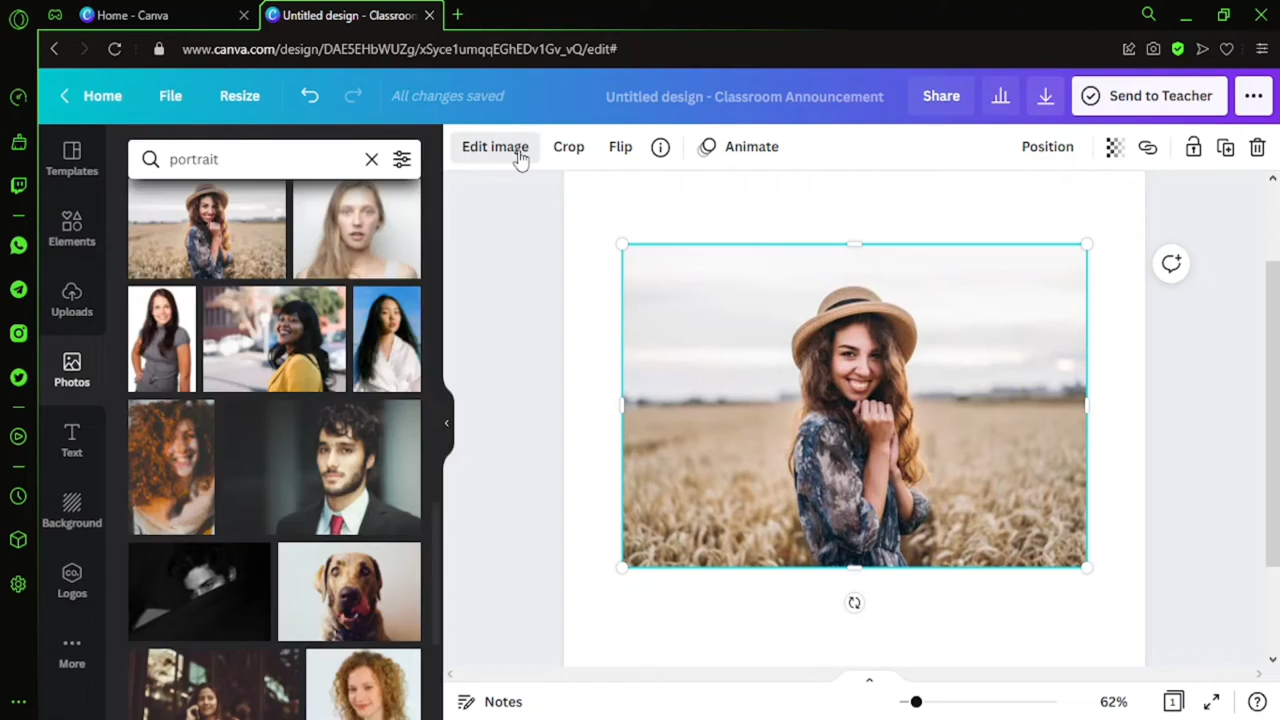 Home - Canva
Untitled design - Classroom
www.canva.com/design/DAE5EHbWUZg/xSyce1umqqEGhEDv1Gv_vQ/edit#
Home File Resize All changes saved Untitled design - Classroom Announcement Share Send to Teacher
Edit image Crop Flip Animate Position
portrait
Templates
Elements
Uploads
Photos
Text
Background
CO.
Logos
More
Notes 62% 1